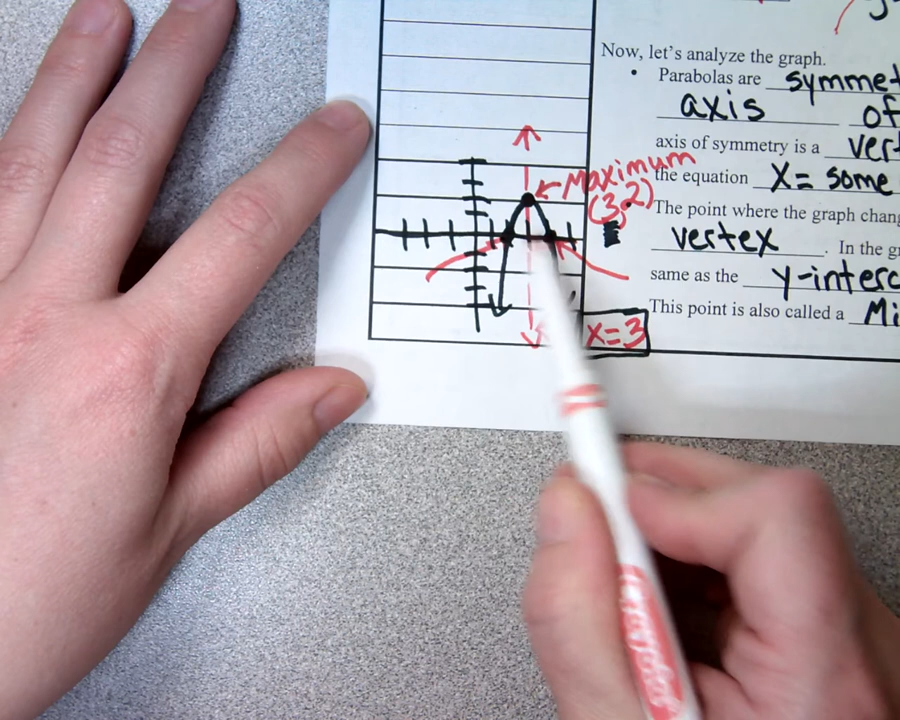 Now, let's analyze the graph.
• Parabolas are symmet
axis of
axis of symmetry is a ver
the equation x = some
The point where the graph chang
vertex . In the g
same as the y-interc
This point is also called a Mi
Maximum
(3,2)
x=3